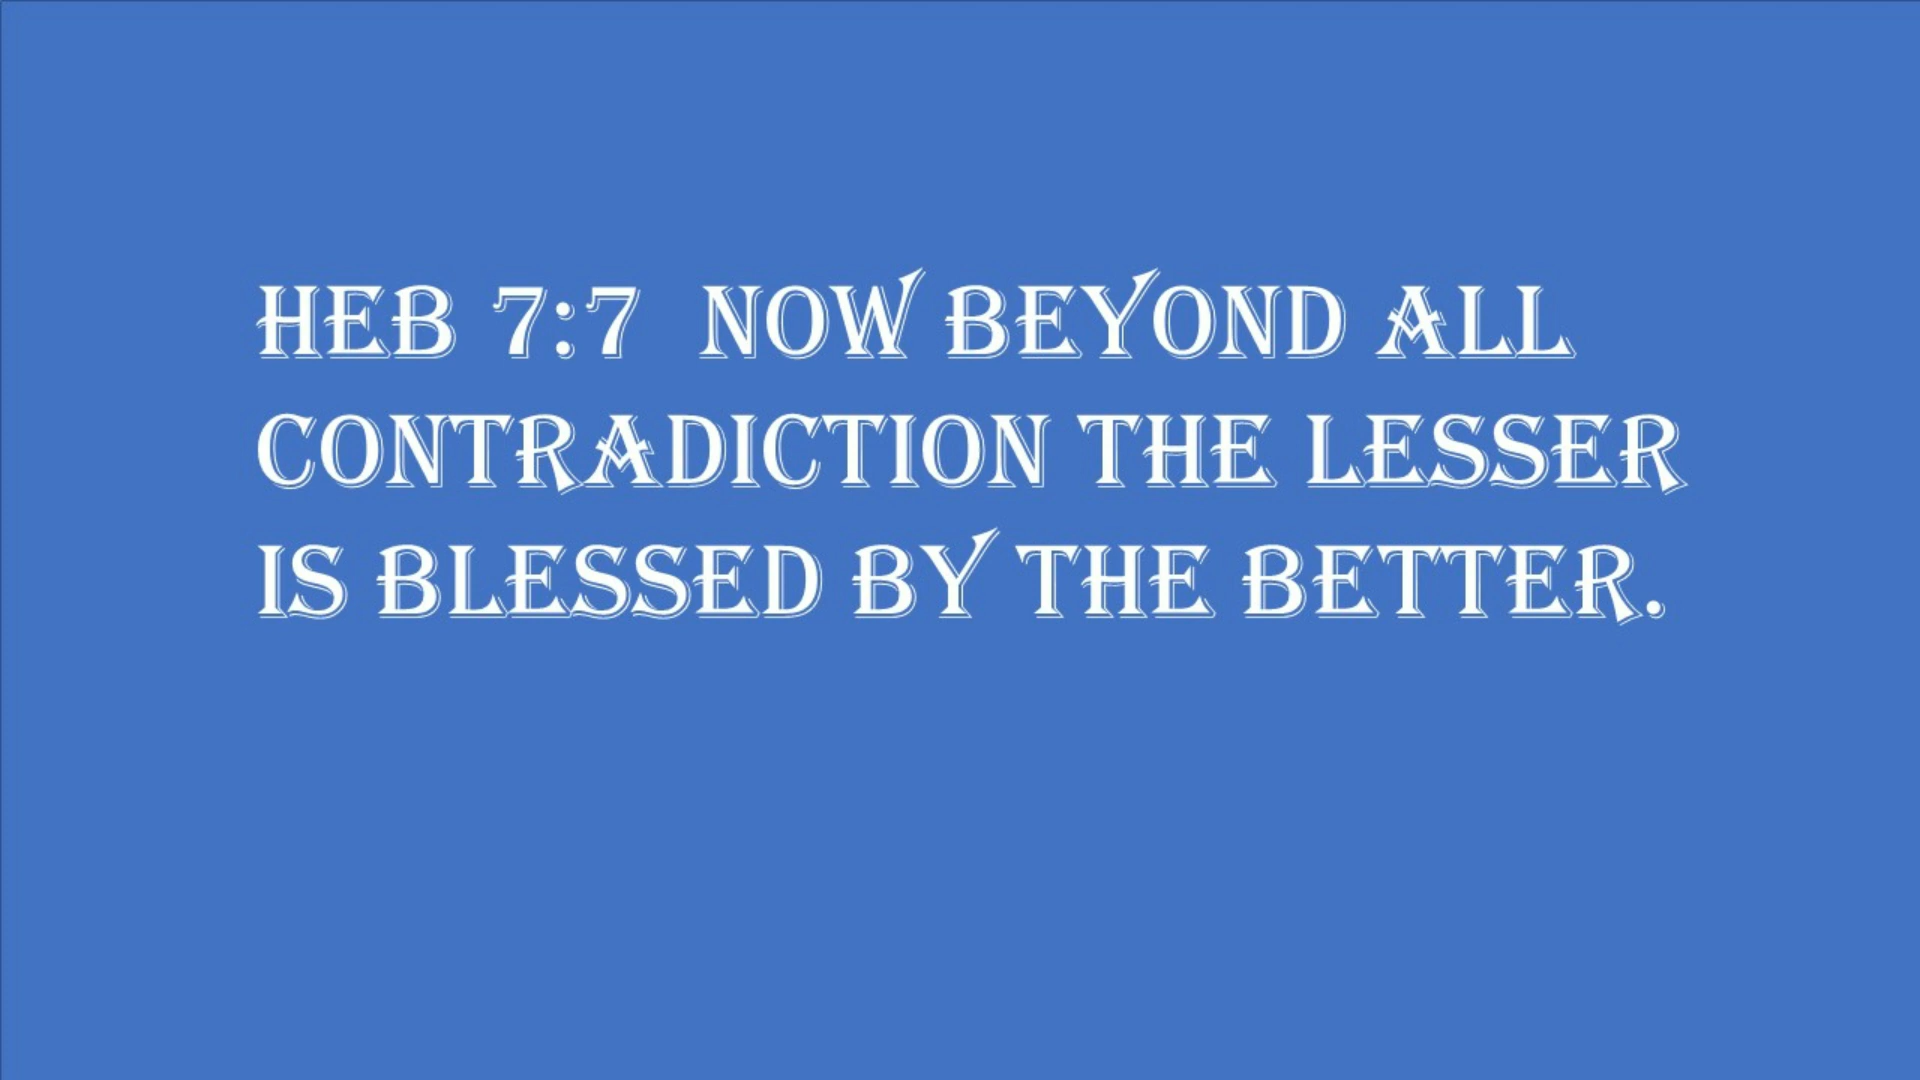 HEB 7:7 NOW BEYOND ALL
CONTRADICTION THE LESSER
IS BLESSED BY THE BETTER.